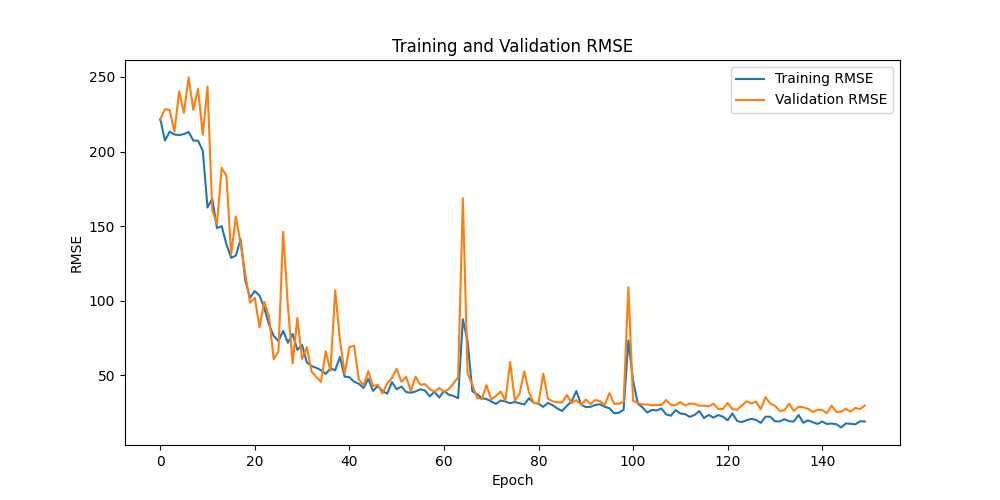 Training and Validation RMSE
Training RMSE
Validation RMSE
250
200
150
100
50
RMSE
0 20 40 60 80 100 120 140
Epoch